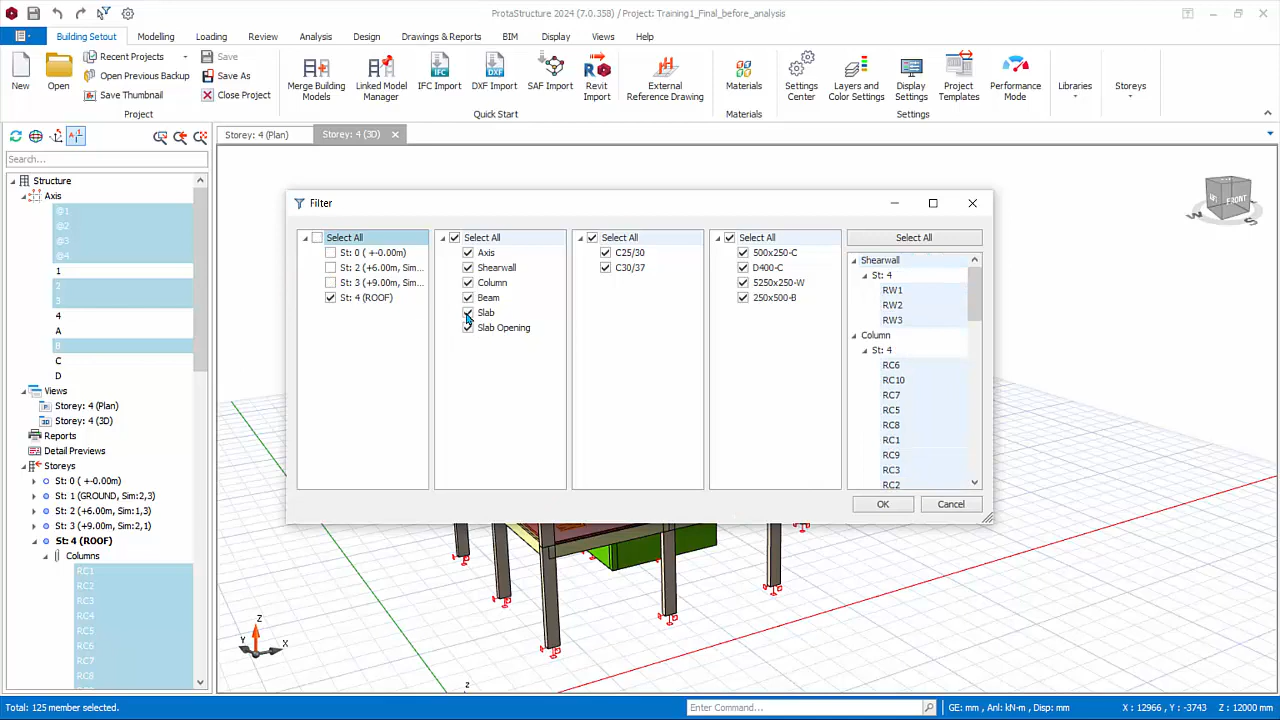 ProtaStructure 2024 (7.0.358) / Project: Training1_Final_before_analysis
Building Setout
Modelling
Loading
Review
Analysis
Design
Drawings & Reports
BIM
Display
Views
Help
New
Open
Recent Projects
Open Previous Backup
Save Thumbnail
Save
Save As
Close Project
Project
Merge Building Models
Linked Model Manager
IFC Import
DXF Import
SAF Import
Revit Import
External Reference Drawing
Quick Start
Materials
Materials
Settings Center
Layers and Color Settings
Display Settings
Project Templates
Performance Mode
Settings
Libraries
Storeys
Storey: 4 (Plan)
Storey: 4 (3D)
Search...
Structure
Axis
@1
@2
@3
@4
1
2
3
4
A
B
C
D
Views
Storey: 4 (Plan)
Storey: 4 (3D)
Reports
Detail Previews
Storeys
St: 0 ( +-0.00m)
St: 1 (GROUND, Sim:2,3)
St: 2 (+6.00m, Sim:1,3)
St: 3 (+9.00m, Sim:2,1)
St: 4 (ROOF)
Columns
RC1
RC2
RC3
RC4
RC5
RC6
RC7
RC8
Filter
Select All
St: 0 (+-0.00m)
St: 2 (+6.00m, Sim...
St: 3 (+9.00m, Sim...
St: 4 (ROOF)
Select All
Axis
Shearwall
Column
Beam
Slab
Slab Opening
Select All
C25/30
C30/37
Select All
500x250-C
D400-C
5250x250-W
250x500-B
Select All
Shearwall
St: 4
RW1
RW2
RW3
Column
St: 4
RC6
RC10
RC7
RC5
RC8
RC1
RC9
RC3
RC2
OK
Cancel
FRONT
Z
Y
X
z
Total: 125 member selected.
Enter Command...
GE: mm , Anl: kN-m , Disp: mm
X : 12966 , Y : -3743
Z : 12000 mm